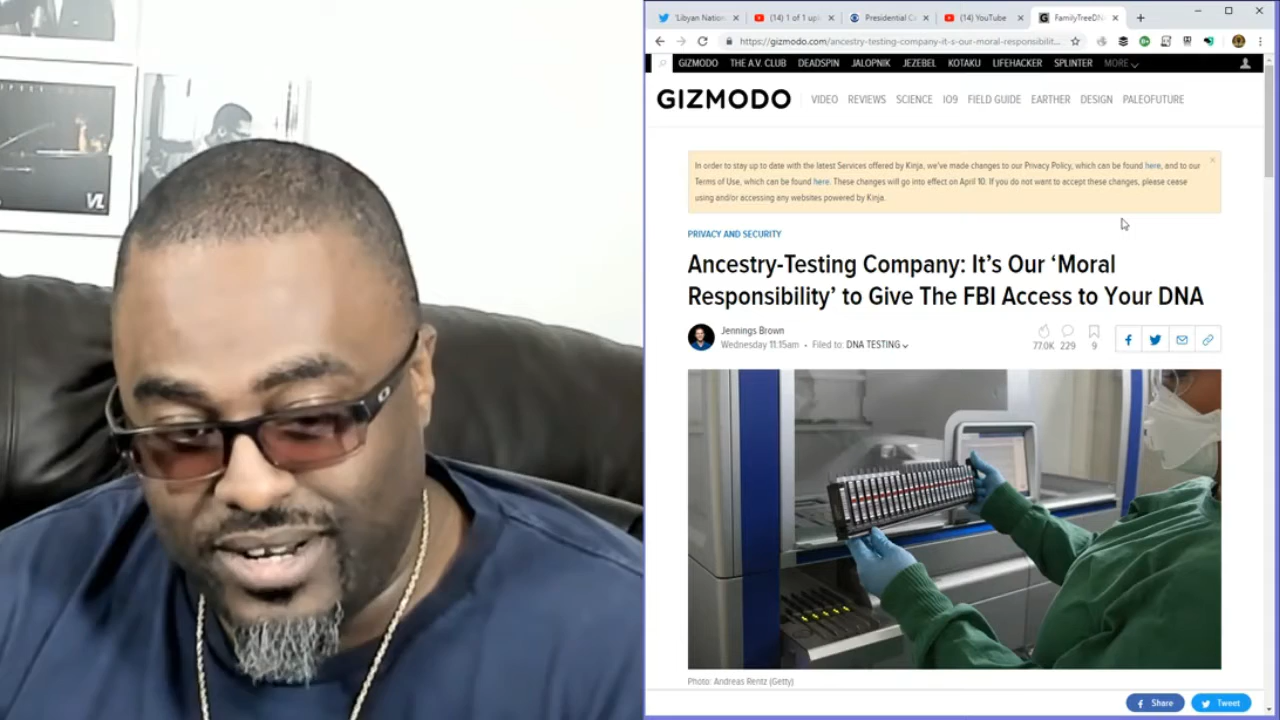 PECT
VL
'Libyan Nation
(14) 1 of 1 upl
Presidential C
(14) YouTube
FamilyTreeDN
https://gizmodo.com/ancestry-testing-company-it-s-our-moral-responsibilit...
GIZMODO THE A.V. CLUB DEADSPIN JALOPNIK JEZEBEL KOTAKU LIFEHACKER SPLINTER MORE
GIZMODO VIDEO REVIEWS SCIENCE IO9 FIELD GUIDE EARTHER DESIGN PALEOFUTURE
In order to stay up to date with the latest Services offered by Kinja, we've made changes to our Privacy Policy, which can be found here, and to our
Terms of Use, which can be found here. These changes will go into effect on April 10. If you do not want to accept these changes, please cease
using and/or accessing any websites powered by Kinja.
PRIVACY AND SECURITY
Ancestry-Testing Company: It's Our 'Moral
Responsibility' to Give The FBI Access to Your DNA
Jennings Brown
Wednesday 11:15am • Filed to: DNA TESTING
77.0K 229 9
Photo: Andreas Rentz (Getty)
Share Tweet